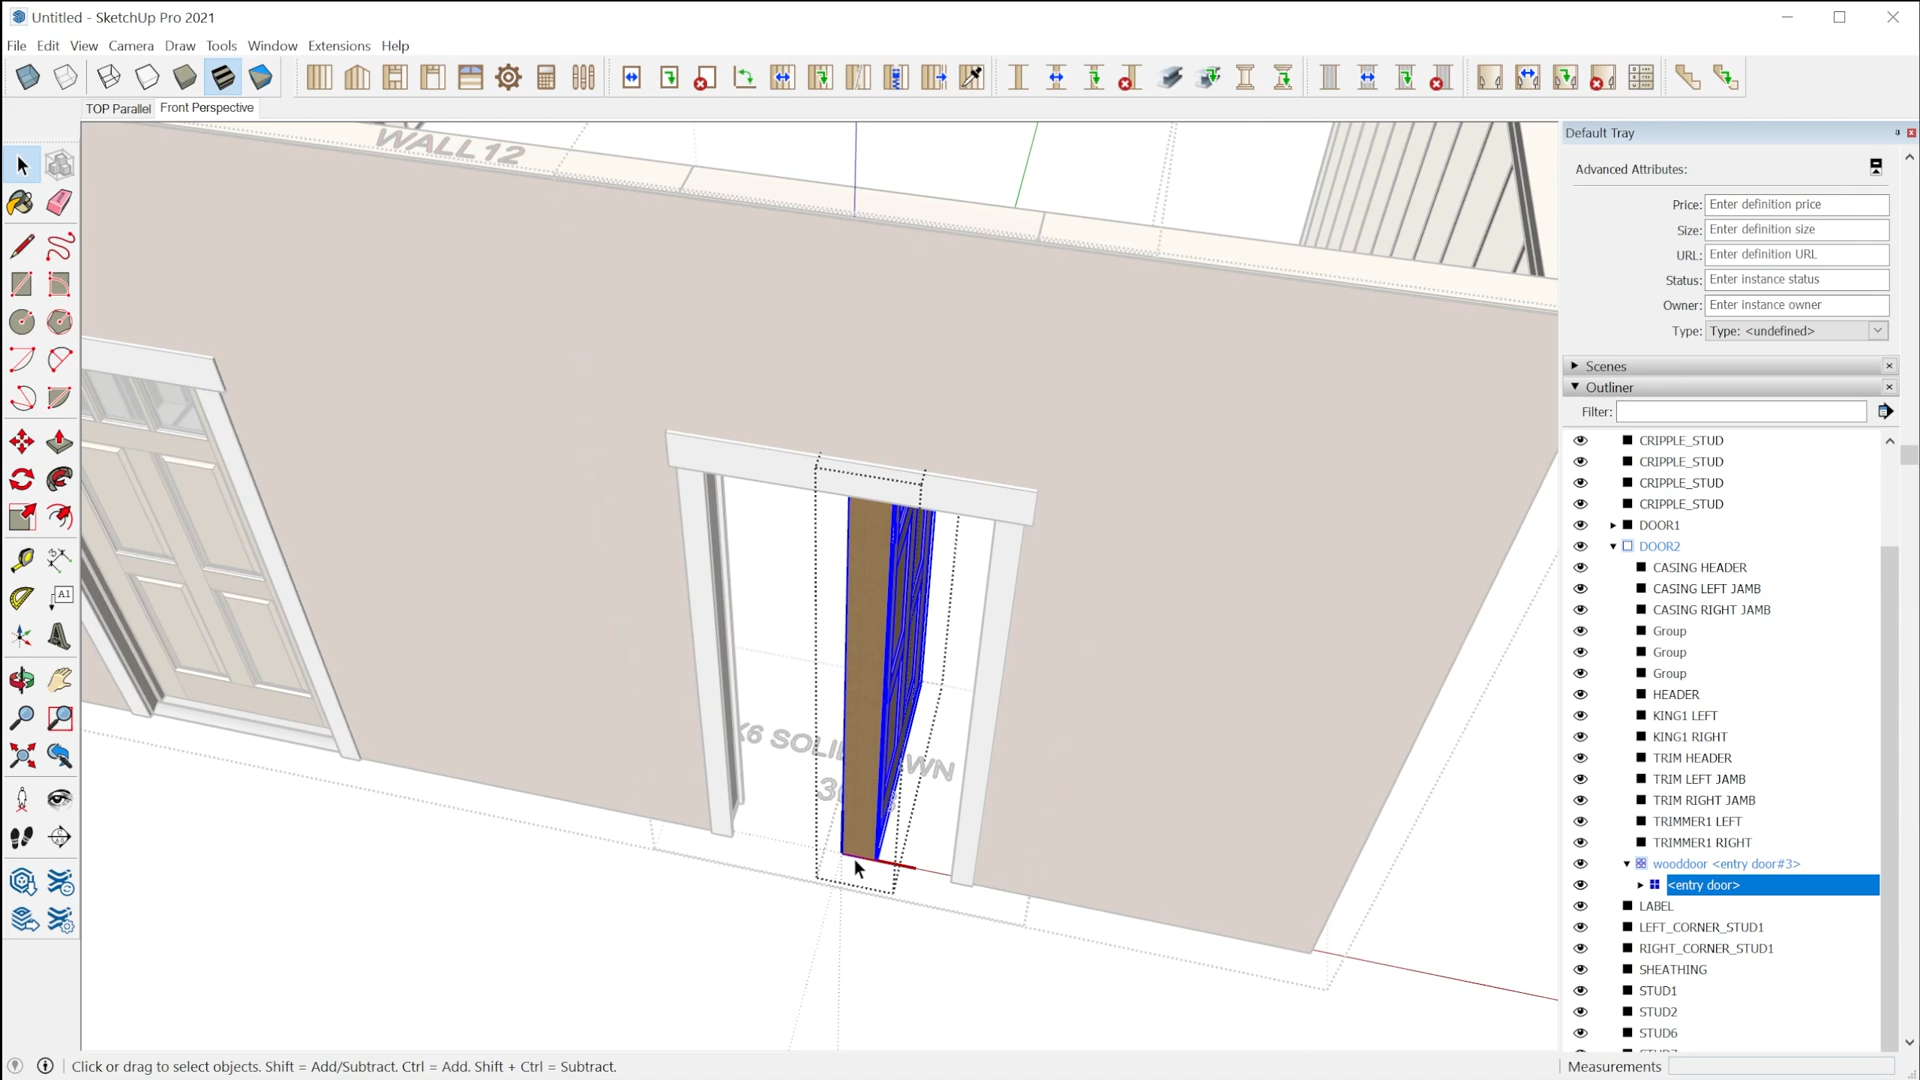 Untitled - SketchUp Pro 2021
File Edit View Camera Draw Tools Window Extensions Help
TOP Parallel Front Perspective
Default Tray
Advanced Attributes:
Price: Enter definition price
Size: Enter definition size
URL: Enter definition URL
Status: Enter instance status
Owner: Enter instance owner
Type: Type: <undefined>
Scenes
Outliner
Filter:
CRIPPLE_STUD
CRIPPLE_STUD
CRIPPLE_STUD
CRIPPLE_STUD
DOOR1
DOOR2
CASING HEADER
CASING LEFT JAMB
CASING RIGHT JAMB
Group
Group
Group
HEADER
KING1 LEFT
KING1 RIGHT
TRIM HEADER
TRIM LEFT JAMB
TRIM RIGHT JAMB
TRIMMER1 LEFT
TRIMMER1 RIGHT
wooddoor <entry door#3>
<entry door>
LABEL
LEFT_CORNER_STUD1
RIGHT_CORNER_STUD1
SHEATHING
STUD1
STUD2
STUD6
WALL 12
A1
Click or drag to select objects. Shift = Add/Subtract. Ctrl = Add. Shift + Ctrl = Subtract.
Measurements